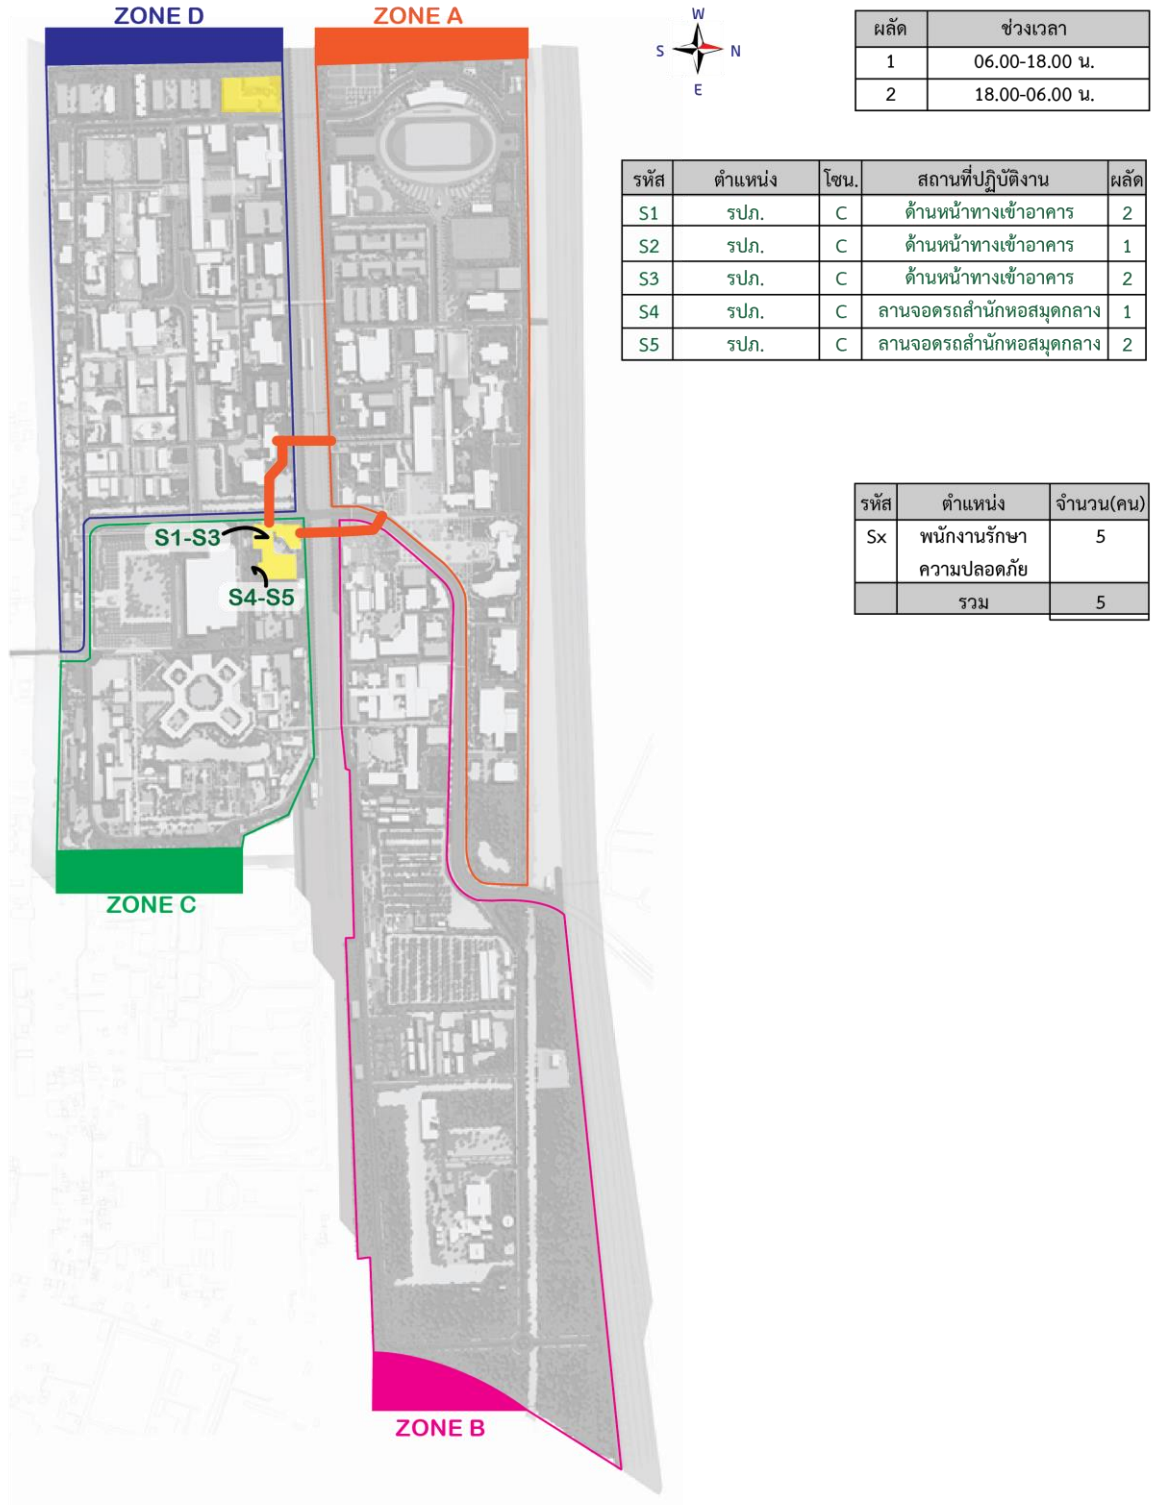 ZONE D
ZONE A
W
S N
E
ผลัด ช่วงเวลา
1 06.00-18.00 น.
2 18.00-06.00 น.
รหัส ตำแหน่ง โซน. สถานที่ปฏิบัติงาน ผลัด
S1 รปภ. C ด้านหน้าทางเข้าอาคาร 2
S2 รปภ. C ด้านหน้าทางเข้าอาคาร 1
S3 รปภ. C ด้านหน้าทางเข้าอาคาร 2
S4 รปภ. C ลานจอดรถสำนักหอสมุดกลาง 1
S5 รปภ. C ลานจอดรถสำนักหอสมุดกลาง 2
รหัส ตำแหน่ง จำนวน(คน)
Sx พนักงานรักษา 5
ความปลอดภัย
รวม 5
S1-S3
S4-S5
ZONE C
ZONE B